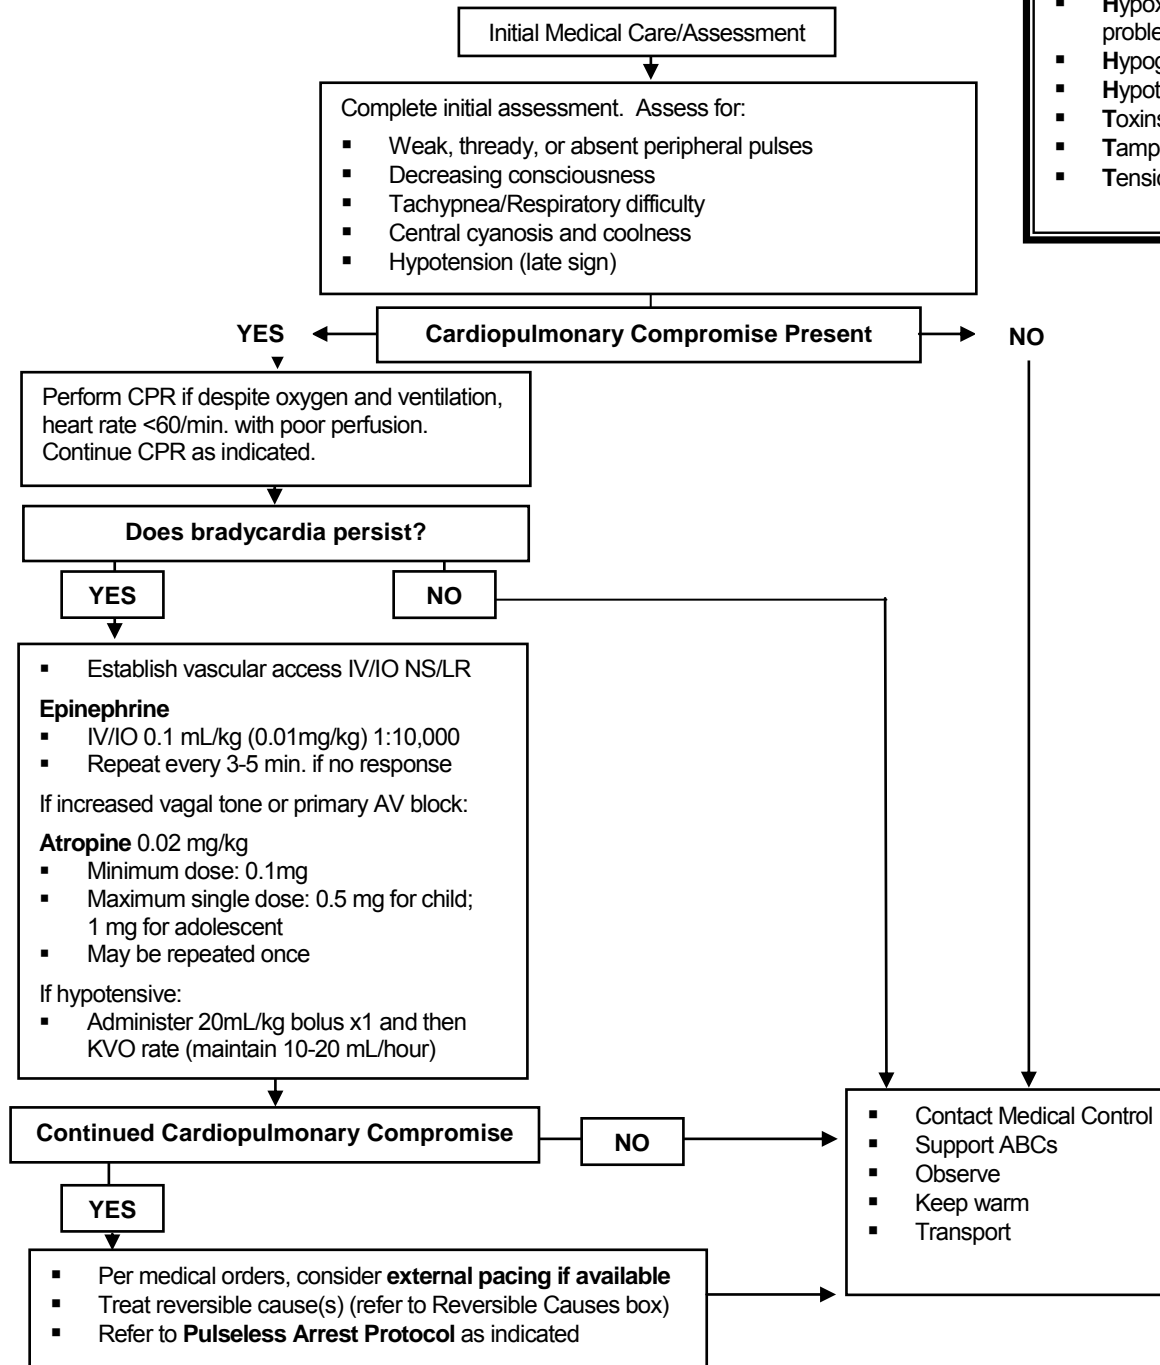 Initial Medical Care/Assessment
Complete initial assessment.  Assess for:
▪ Weak, thready, or absent peripheral pulses
▪ Decreasing consciousness
▪ Tachypnea/Respiratory difficulty
▪ Central cyanosis and coolness
▪ Hypotension (late sign)
▪
▪
▪
▪
▪
▪
YES
Cardiopulmonary Compromise Present
NO
Perform CPR if despite oxygen and ventilation,
heart rate <60/min. with poor perfusion.
Continue CPR as indicated.
Does bradycardia persist?
YES
NO
▪ Establish vascular access IV/IO NS/LR
Epinephrine
▪ IV/IO 0.1 mL/kg (0.01mg/kg) 1:10,000
▪ Repeat every 3-5 min. if no response
If increased vagal tone or primary AV block:
Atropine 0.02 mg/kg
▪ Minimum dose: 0.1mg
▪ Maximum single dose: 0.5 mg for child;
1 mg for adolescent
▪ May be repeated once
If hypotensive:
▪ Administer 20mL/kg bolus x1 and then
KVO rate (maintain 10-20 mL/hour)
Continued Cardiopulmonary Compromise
NO
YES
▪ Per medical orders, consider external pacing if available
▪ Treat reversible cause(s) (refer to Reversible Causes box)
▪ Refer to Pulseless Arrest Protocol as indicated
▪ Contact Medical Control
▪ Support ABCs
▪ Observe
▪ Keep warm
▪ Transport